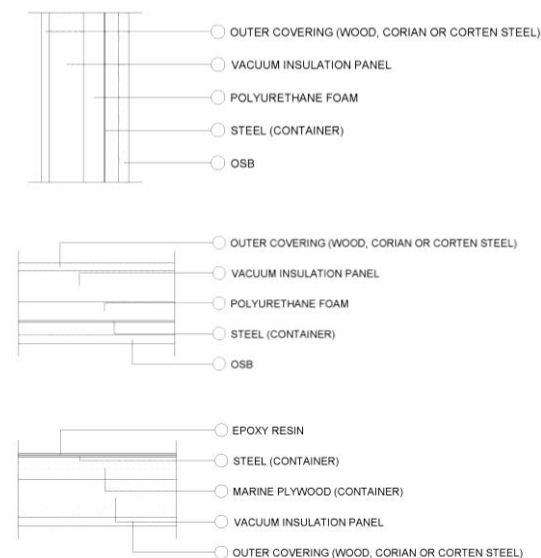 OUTER COVERING (WOOD, CORIAN OR CORTEN STEEL)
VACUUM INSULATION PANEL
POLYURETHANE FOAM
STEEL (CONTAINER)
OSB
OUTER COVERING (WOOD, CORIAN OR CORTEN STEEL)
VACUUM INSULATION PANEL
POLYURETHANE FOAM
STEEL (CONTAINER)
OSB
EPOXY RESIN
STEEL (CONTAINER)
MARINE PLYWOOD (CONTAINER)
VACUUM INSULATION PANEL
OUTER COVERING (WOOD, CORIAN OR CORTEN STEEL)